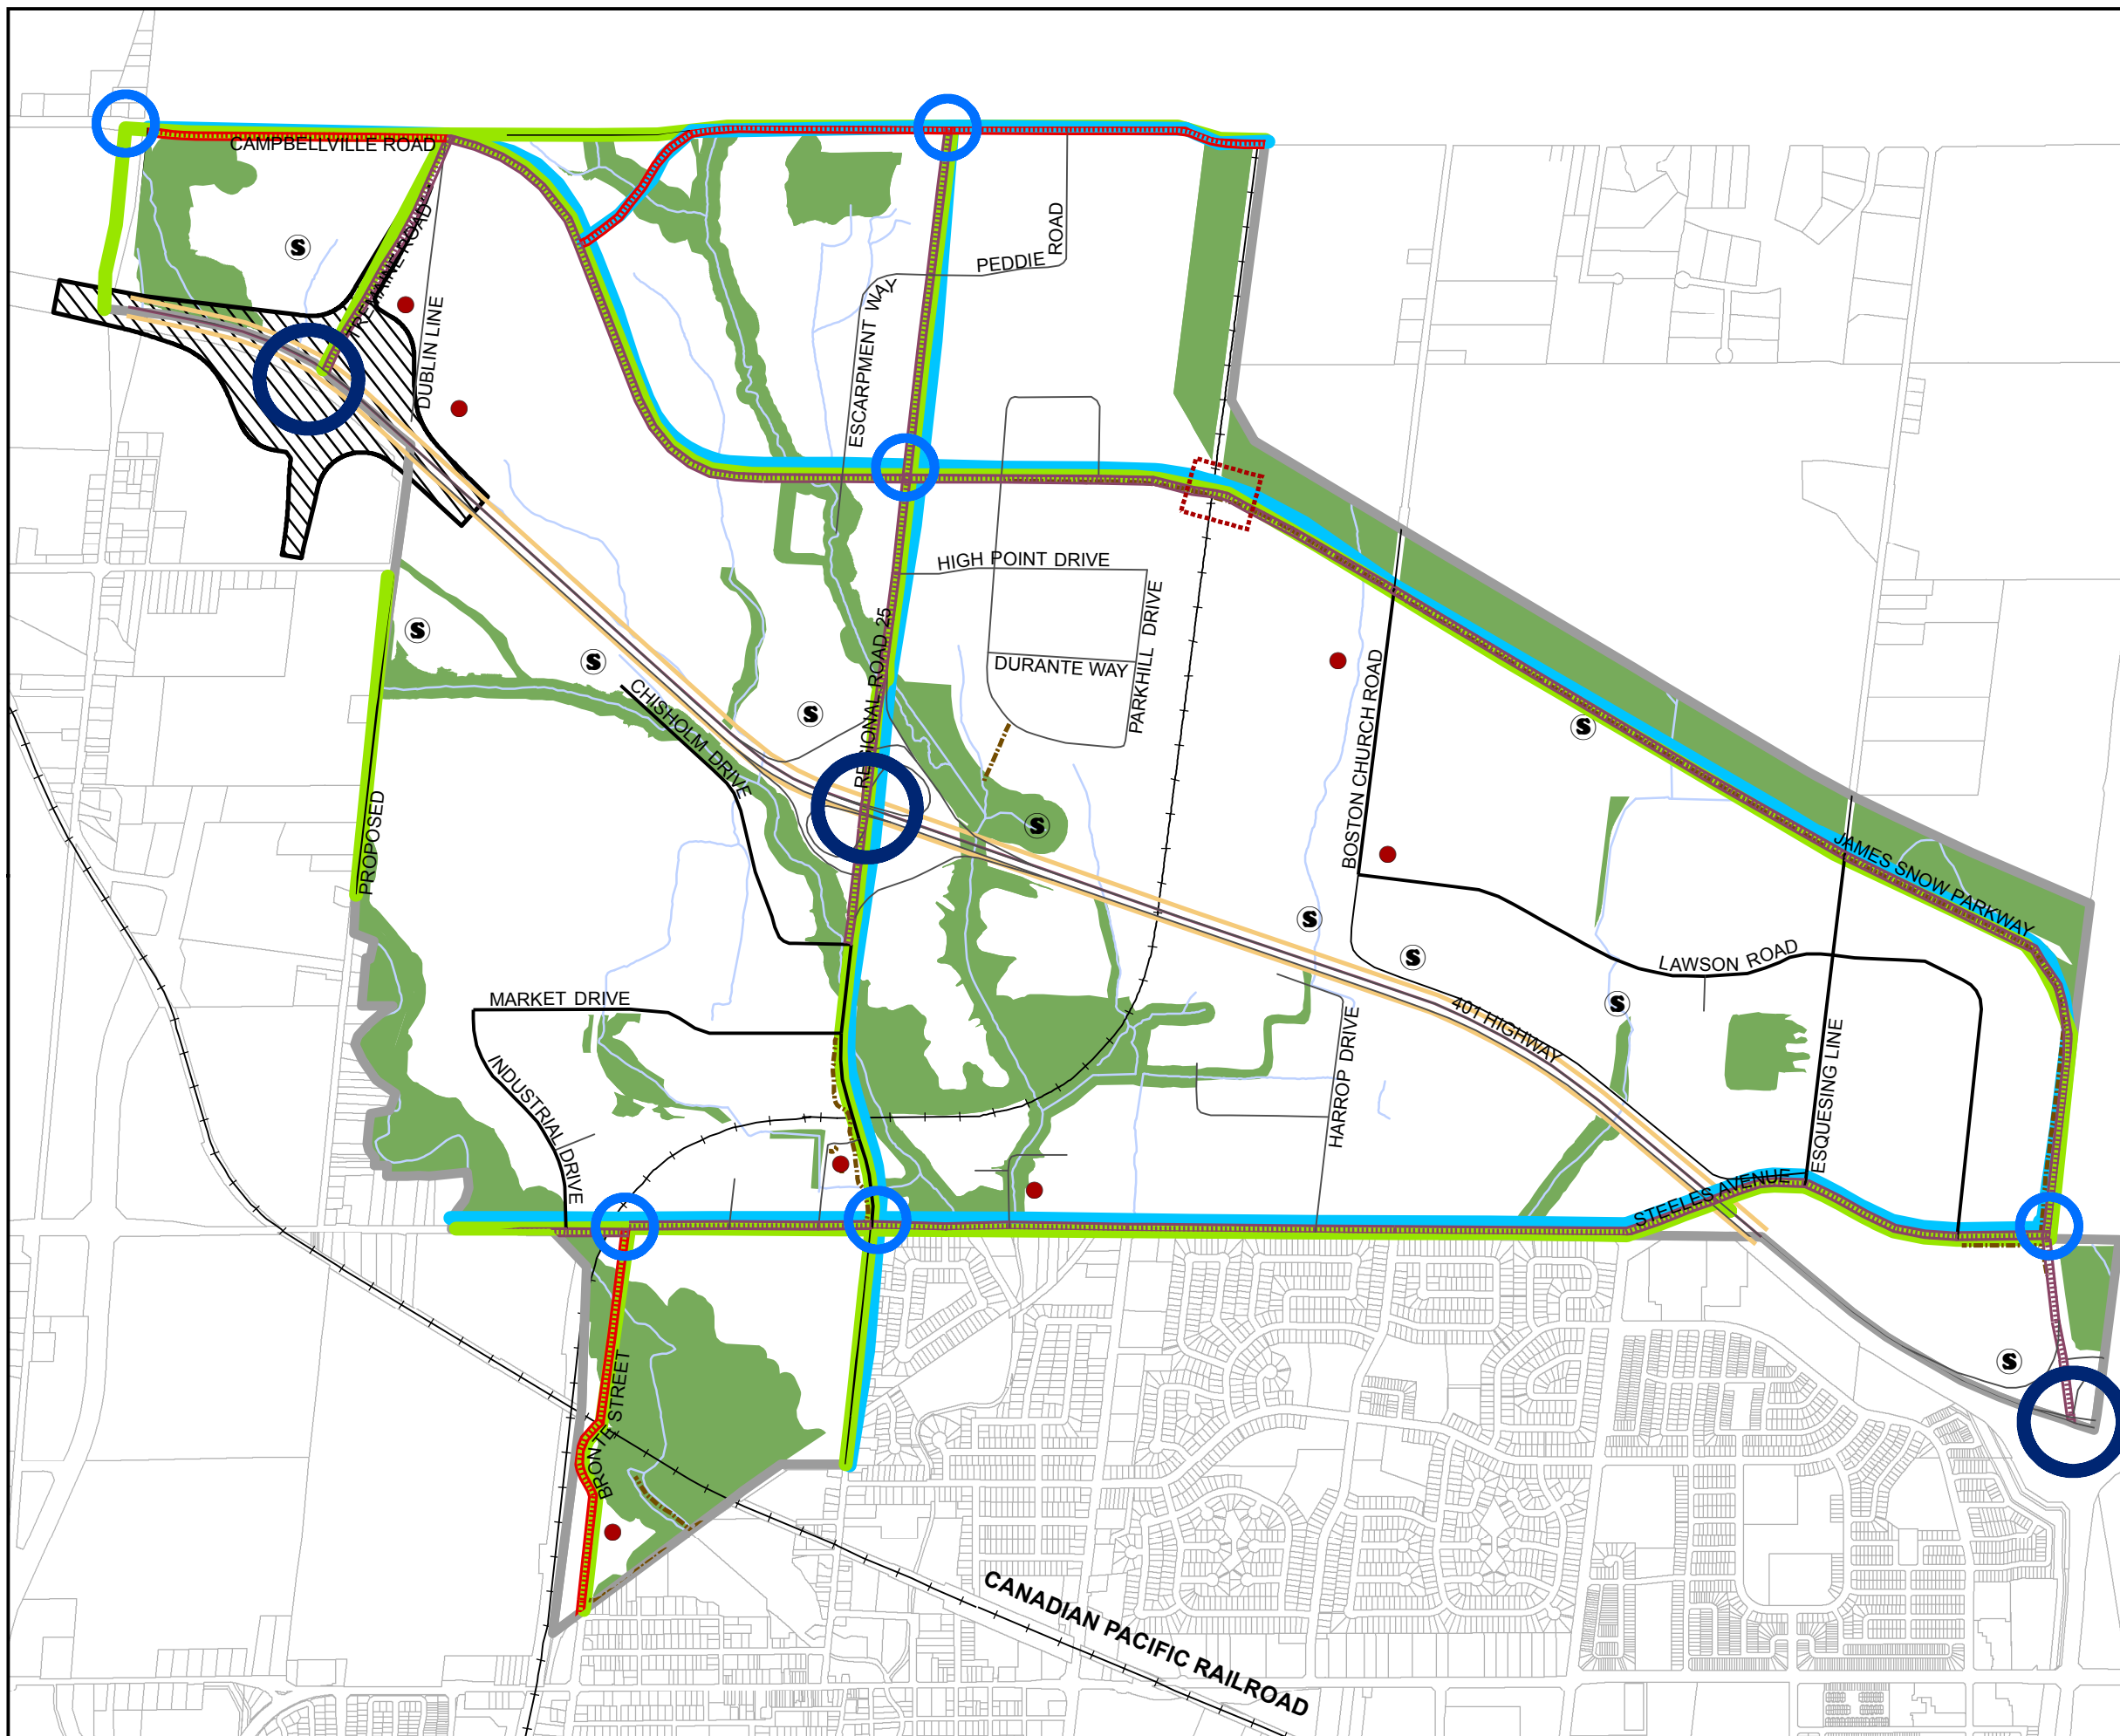 CAMPBELLVILLE ROAD
TREMAINE ROAD
DUBLIN LINE
PEDDIE ROAD
ESCARPMENT WAY
HIGH POINT DRIVE
REGIONAL ROAD 25
DURANTE WAY
PARKHILL DRIVE
CHISHOLM DRIVE
BOSTON CHURCH ROAD
PROPOSED
JAMES SNOW PARKWAY
LAWSON ROAD
MARKET DRIVE
401 HIGHWAY
INDUSTRIAL DRIVE
HARROP DRIVE
ESQUESING LINE
STEELES AVENUE
BRONTE STREET
CANADIAN PACIFIC RAILROAD
S
S
S
S
S
S
S
S
S
S